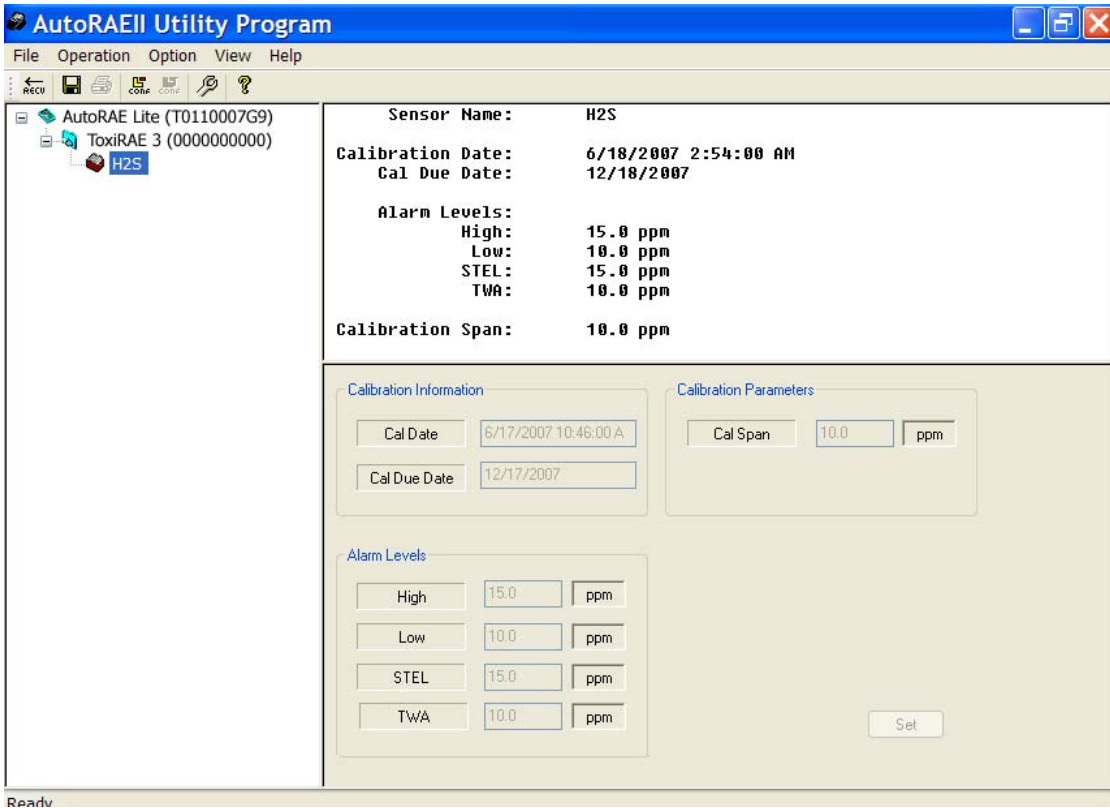 AutoRAEII Utility Program
File Operation Option View Help
RECV CONF CONF
AutoRAE Lite (T0110007G9)
ToxiRAE 3 (0000000000)
H2S
Sensor Name: H2S
Calibration Date: 6/18/2007 2:54:00 AM
Cal Due Date: 12/18/2007
Alarm Levels:
High: 15.0 ppm
Low: 10.0 ppm
STEL: 15.0 ppm
TWA: 10.0 ppm
Calibration Span: 10.0 ppm
Calibration Information
Cal Date 6/17/2007 10:46:00 A
Cal Due Date 12/17/2007
Calibration Parameters
Cal Span 10.0 ppm
Alarm Levels
High 15.0 ppm
Low 10.0 ppm
STEL 15.0 ppm
TWA 10.0 ppm
Set
Ready